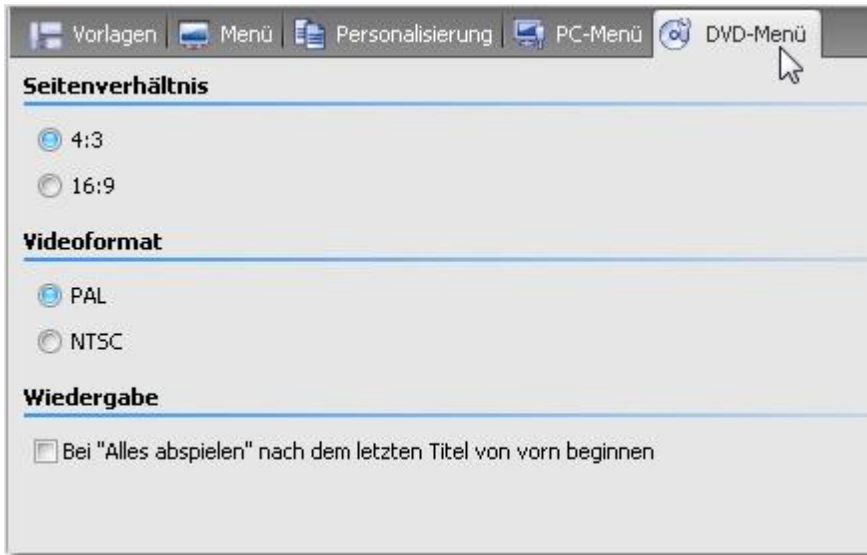 Vorlagen Menü Personalisierung PC-Menü DVD-Menü
Seitenverhältnis
4:3
16:9
Videoformat
PAL
NTSC
Wiedergabe
Bei "Alles abspielen" nach dem letzten Titel von vorn beginnen